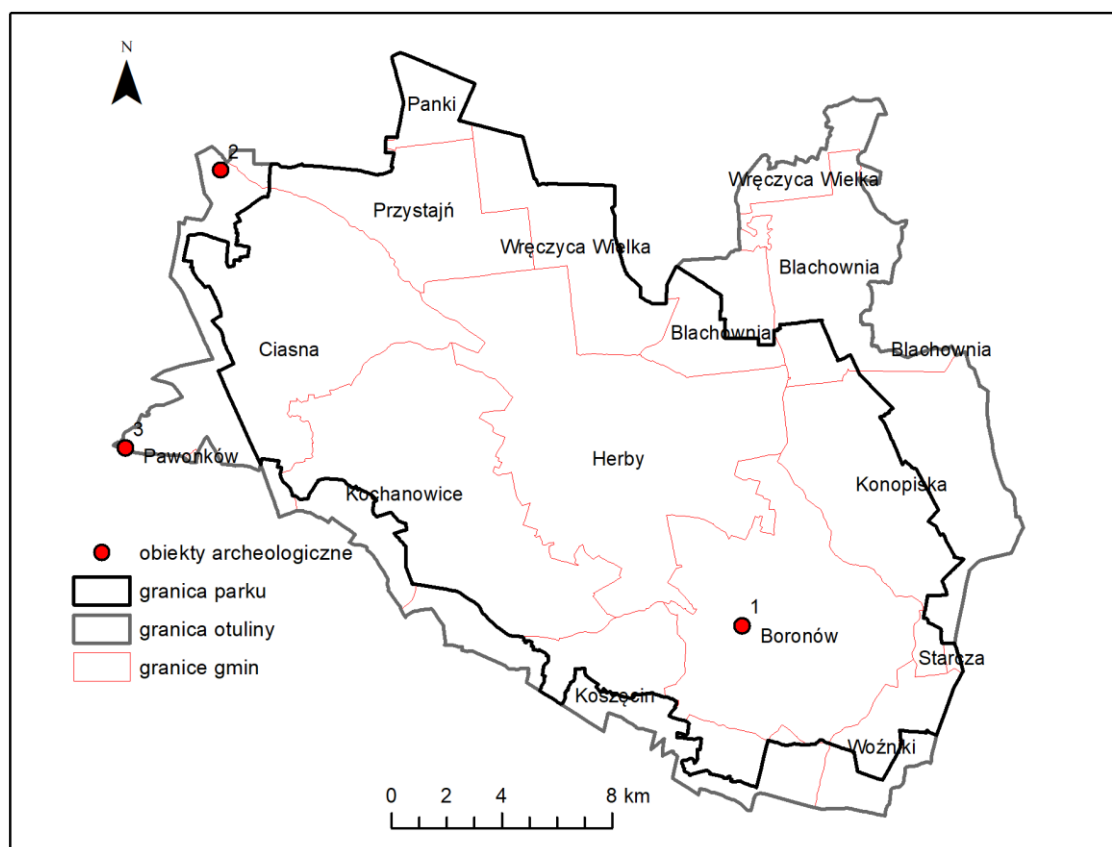 N
Panki
2
Wręczyca Wielka
Przystajń
Wręczyca Wielka
Blachownia
Blachownia
Ciasna
Blachownia
3
Pawonków
Herby
Kochanowice
Konopiska
obiekty archeologiczne
granica parku
1
granica otuliny
Boronów
granice gmin
Starcza
Koszęcin
Woźniki
0 2 4 8 km